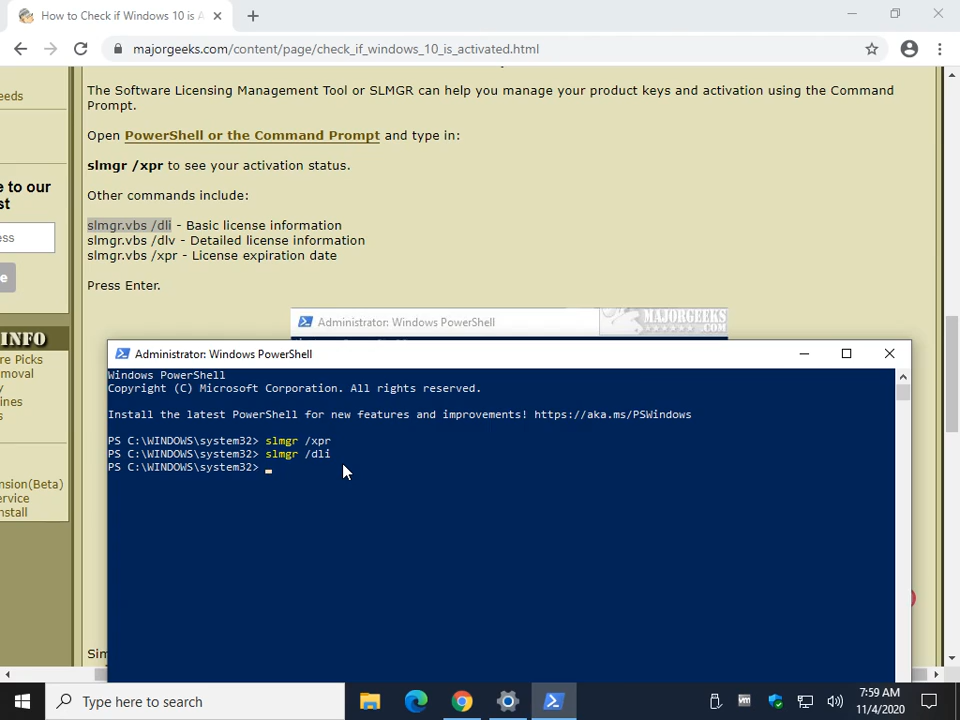 How to Check if Windows 10 is A
majorgeeks.com/content/page/check_if_windows_10_is_activated.html
eeds
The Software Licensing Management Tool or SLMGR can help you manage your product keys and activation using the Command
Prompt.
Open PowerShell or the Command Prompt and type in:
slmgr /xpr to see your activation status.
e to our
st
Other commands include:
ess
slmgr.vbs /dli - Basic license information
slmgr.vbs /dlv - Detailed license information
slmgr.vbs /xpr - License expiration date
e
Press Enter.
INFO
re Picks
moval
y
ines
s
nsion(Beta)
ervice
nstall
Administrator: Windows PowerShell
MAJORGEEKS
.COM
Administrator: Windows PowerShell
Windows PowerShell
Copyright (C) Microsoft Corporation. All rights reserved.
Install the latest PowerShell for new features and improvements! https://aka.ms/PSWindows
PS C:\WINDOWS\system32> slmgr /xpr
PS C:\WINDOWS\system32> slmgr /dli
PS C:\WINDOWS\system32>
Sim
Type here to search
vm
7:59 AM
11/4/2020